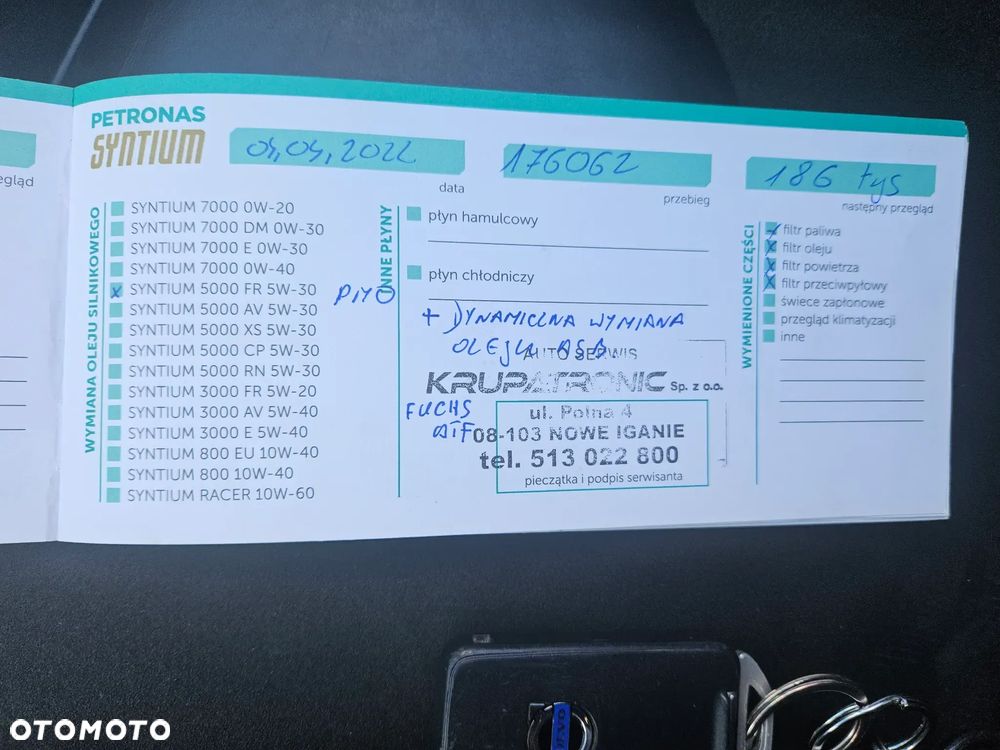 PETRONAS
SYNTIUM
04,04,2022
data
176062
przebieg
186 tyś
następny przegląd
egląd
WYMIANA OLEJU SILNIKOWEGO
SYNTIUM 7000 0W-20
SYNTIUM 7000 DM 0W-30
SYNTIUM 7000 E 0W-30
SYNTIUM 7000 0W-40
x SYNTIUM 5000 FR 5W-30
SYNTIUM 5000 AV 5W-30
SYNTIUM 5000 XS 5W-30
SYNTIUM 5000 CP 5W-30
SYNTIUM 5000 RN 5W-30
SYNTIUM 3000 FR 5W-20
SYNTIUM 3000 AV 5W-40
SYNTIUM 3000 E 5W-40
SYNTIUM 800 EU 10W-40
SYNTIUM 800 10W-40
SYNTIUM RACER 10W-60
INNE PŁYNY
płyn hamulcowy
płyn chłodniczy
+ DYNAMICZNA WYMIANA
OLEJU ASB
FUCHS
ATF
AUTO SERWIS
KRUPATRONIC Sp. z o.o.
ul. Polna 4
08-103 NOWE IGANIE
tel. 513 022 800
pieczątka i podpis serwisanta
WYMIENIONE CZĘŚCI
x filtr paliwa
x filtr oleju
x filtr powietrza
x filtr przeciwpyłowy
świece zapłonowe
przegląd klimatyzacji
inne
OTOMOTO